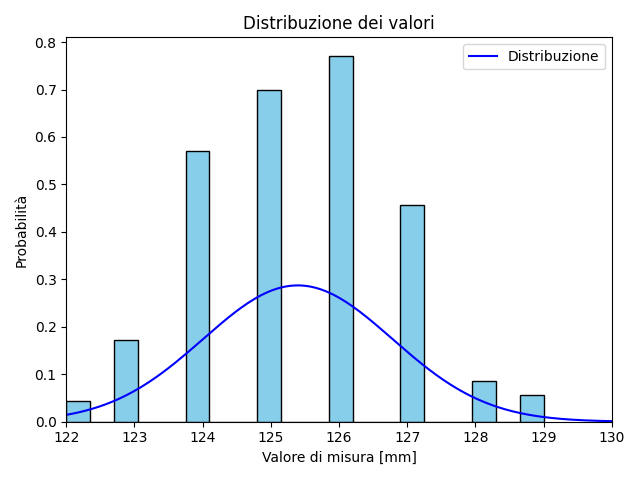 Distribuzione dei valori
Distribuzione
0.8
0.7
0.6
0.5
0.4
0.3
0.2
0.1
0.0
Probabilità
122 123 124 125 126 127 128 129 130
Valore di misura [mm]